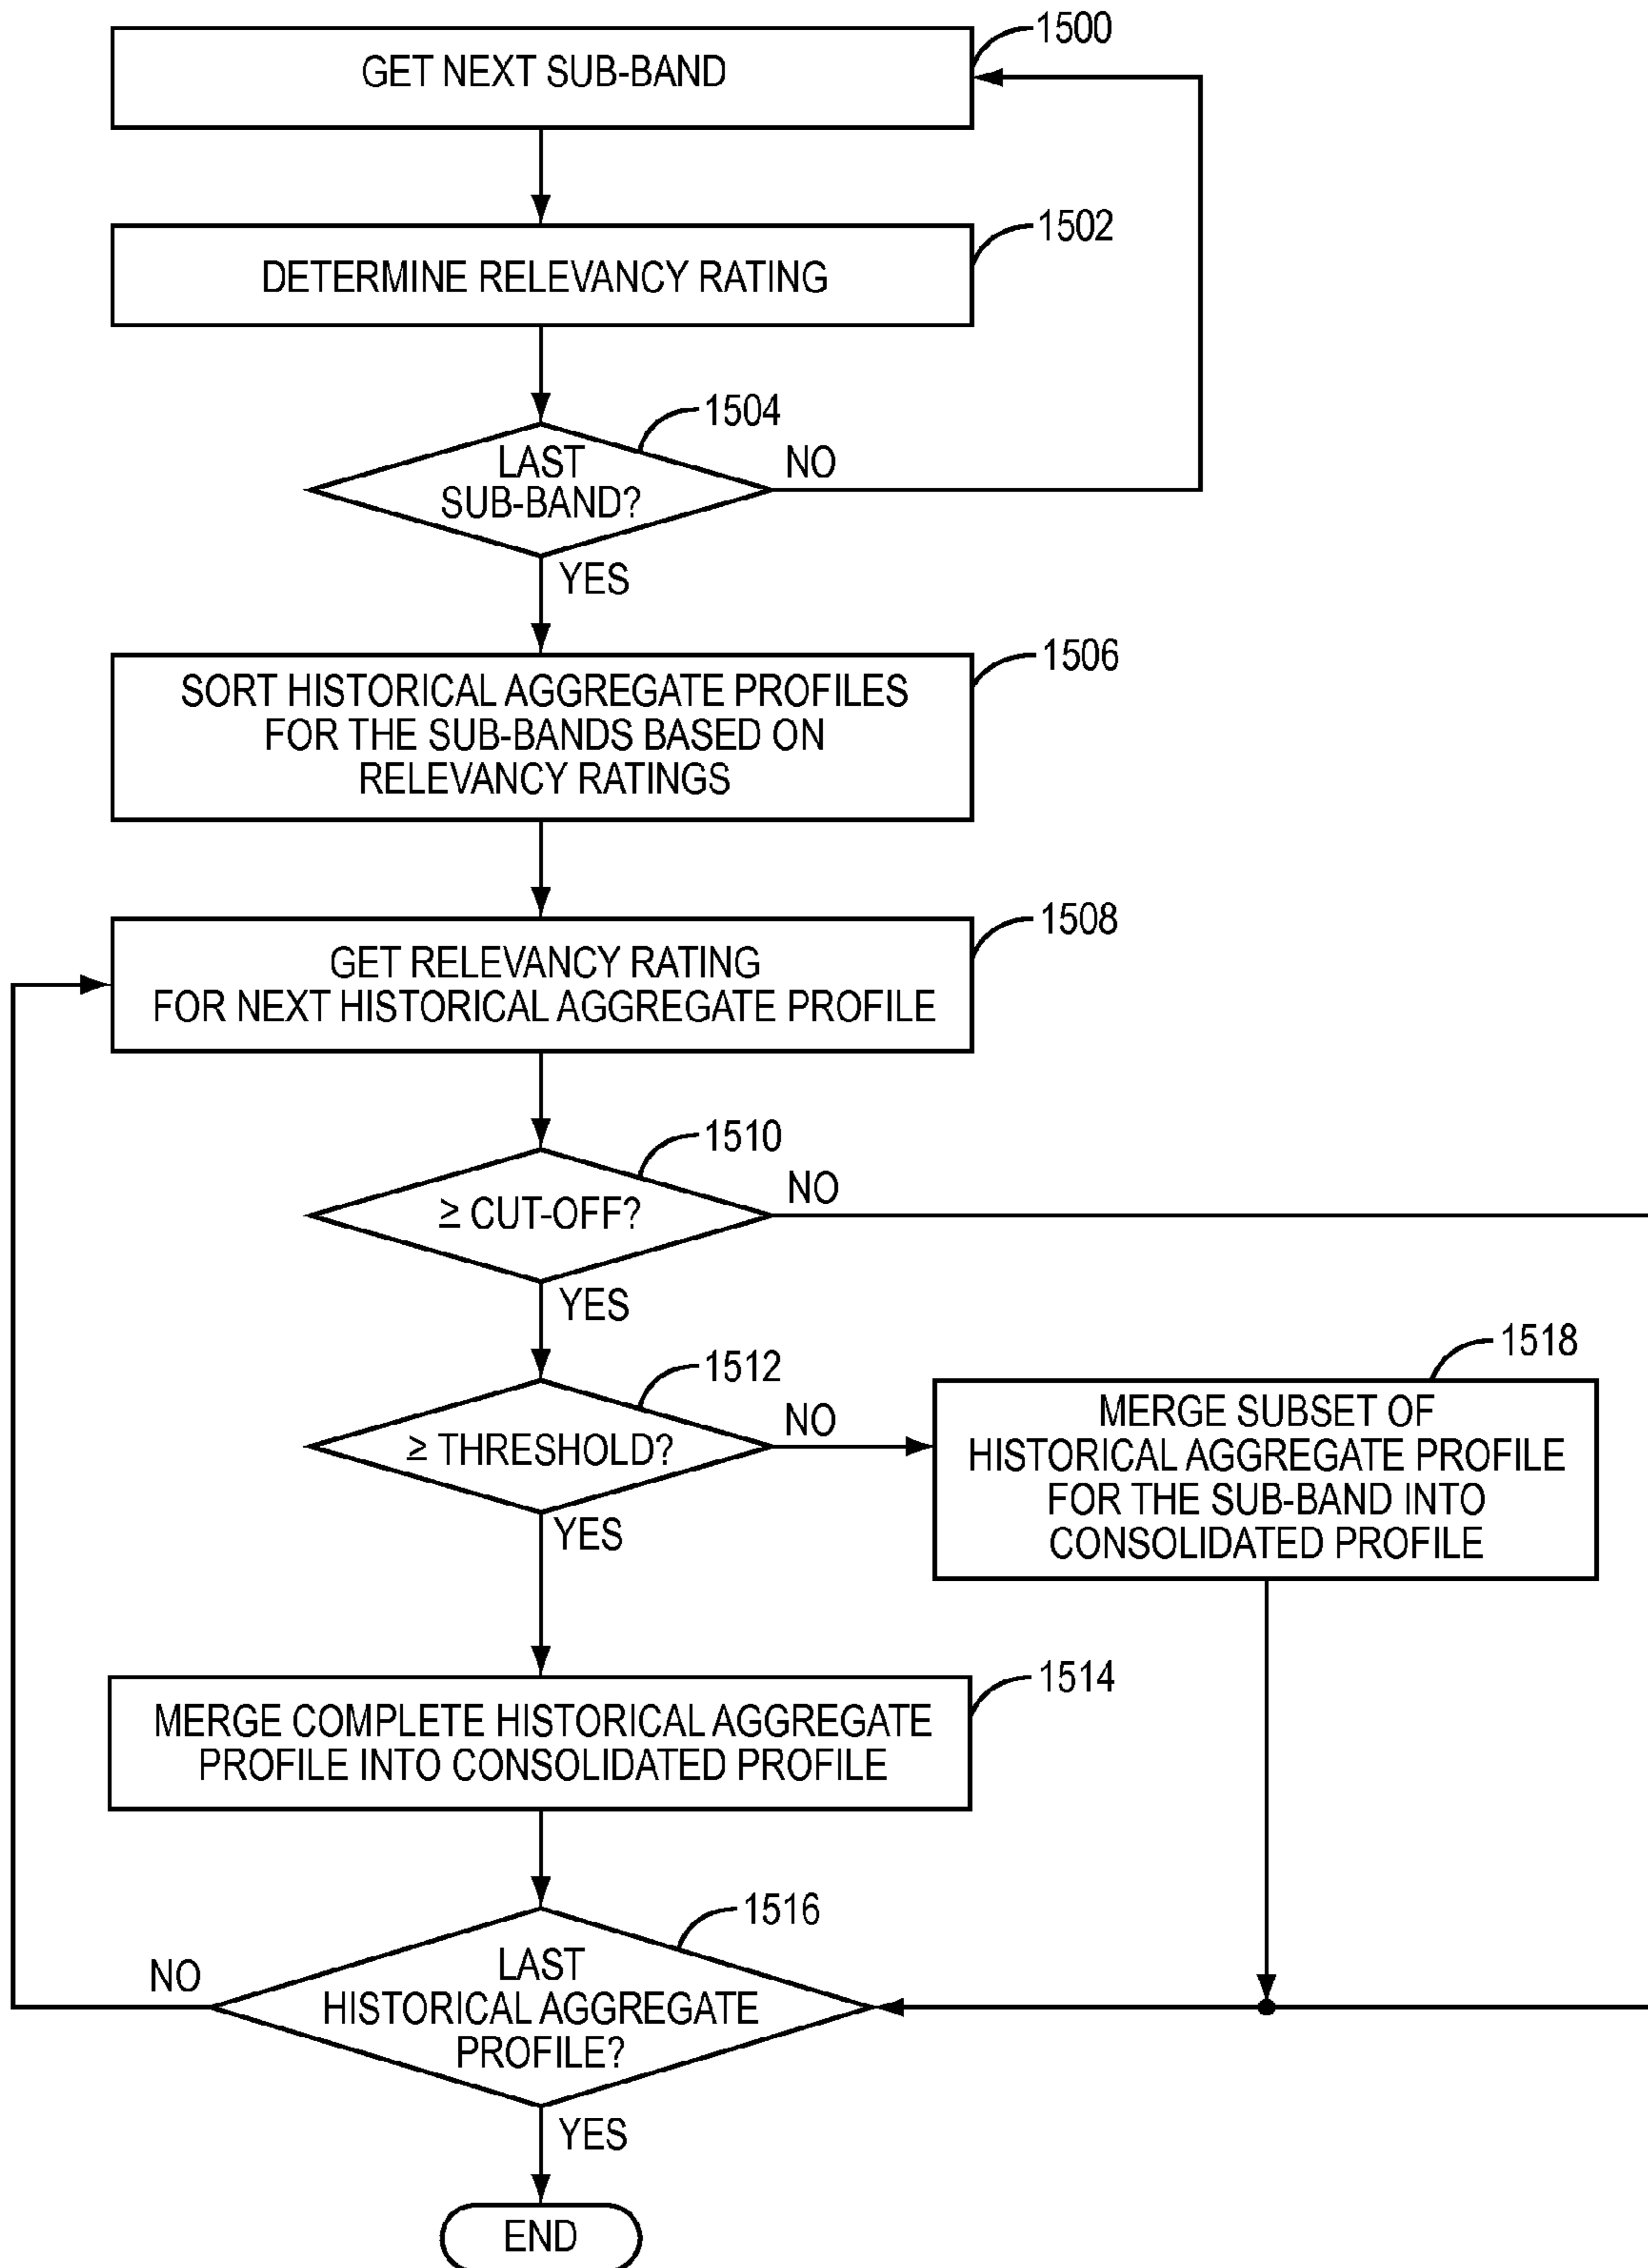 1500
GET NEXT SUB-BAND
1502
DETERMINE RELEVANCY RATING
1504
LAST
SUB-BAND?
NO
YES
1506
SORT HISTORICAL AGGREGATE PROFILES
FOR THE SUB-BANDS BASED ON
RELEVANCY RATINGS
1508
GET RELEVANCY RATING
FOR NEXT HISTORICAL AGGREGATE PROFILE
1510
≥ CUT-OFF?
NO
YES
1512
≥ THRESHOLD?
NO
YES
1518
MERGE SUBSET OF
HISTORICAL AGGREGATE PROFILE
FOR THE SUB-BAND INTO
CONSOLIDATED PROFILE
1514
MERGE COMPLETE HISTORICAL AGGREGATE
PROFILE INTO CONSOLIDATED PROFILE
1516
LAST
HISTORICAL AGGREGATE
PROFILE?
NO
YES
END